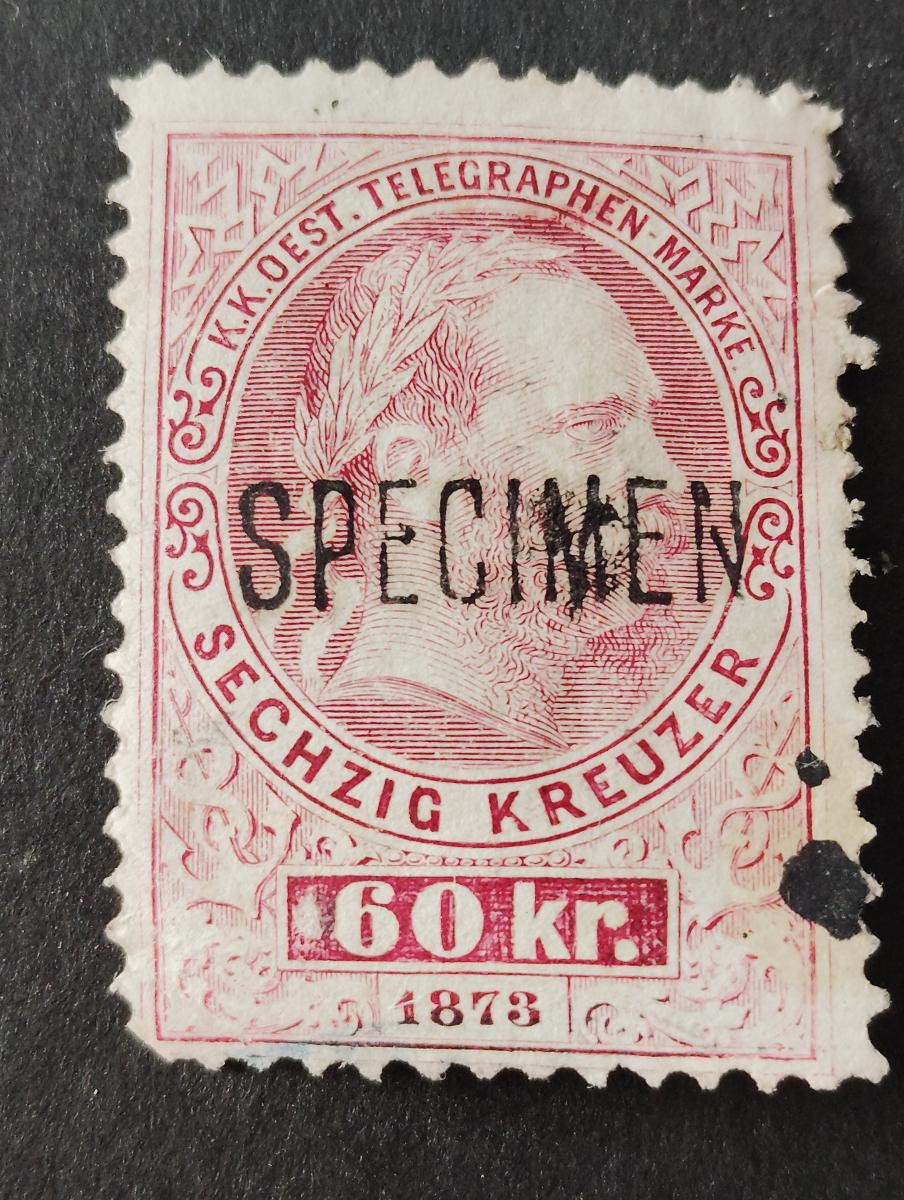 K.K.OEST. TELEGRAPHEN-MARKE.
SPECIMEN
SECHZIG KREUZER
60 kr.
1873